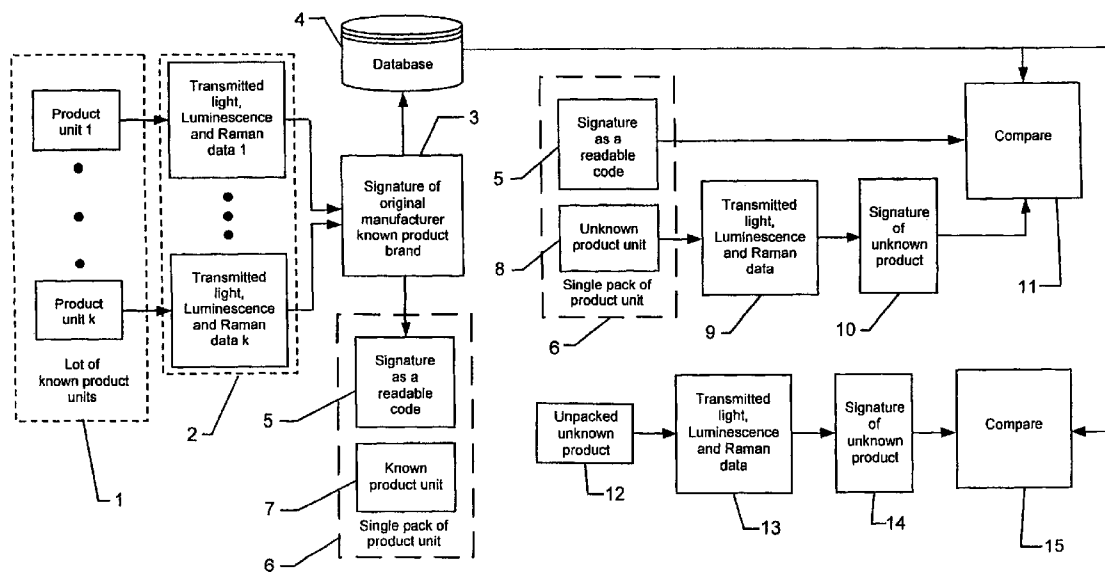 4
Database
Product
unit 1
Transmitted
light,
Luminescence
and Raman
data 1
3
Signature of
original
manufacturer
known product
brand
Product
unit k
Transmitted
light,
Luminescence
and Raman
data k
Lot of
known product
units
1
2
Signature
as a
readable
code
5
Known
product unit
7
Single pack of
product unit
6
Signature
as a
readable
code
5
Unknown
product unit
8
Single pack
of product unit
6
Transmitted
light,
Luminescence
and Raman
data
9
Signature
of
unknown
product
10
Compare
11
Unpacked
unknown
product
12
Transmitted
light,
Luminescence
and Raman
data
13
Signature
of
unknown
product
14
Compare
15